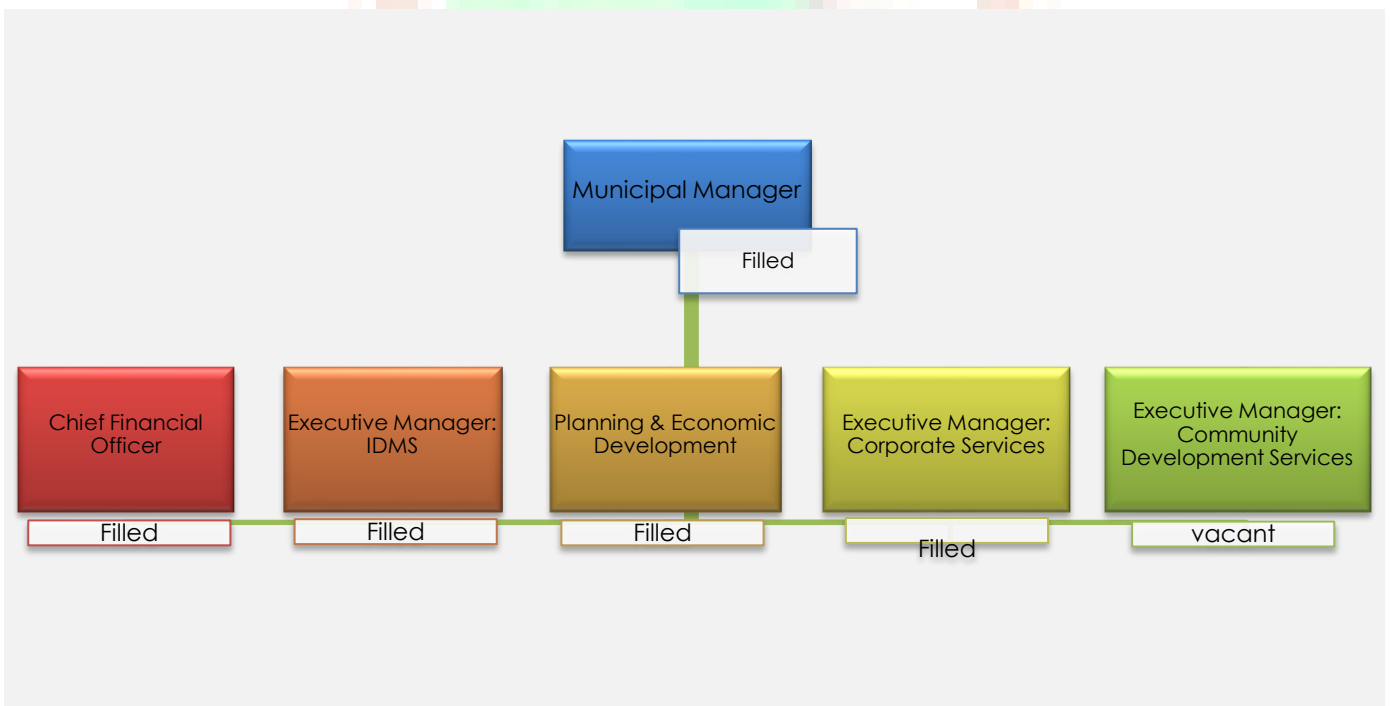 Municipal Manager
Filled
Chief Financial
Officer
Filled
Executive Manager:
IDMS
Filled
Planning & Economic
Development
Filled
Executive Manager:
Corporate Services
Filled
Executive Manager:
Community
Development Services
vacant